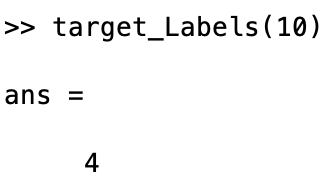 >> target_Labels(10)
ans =
4